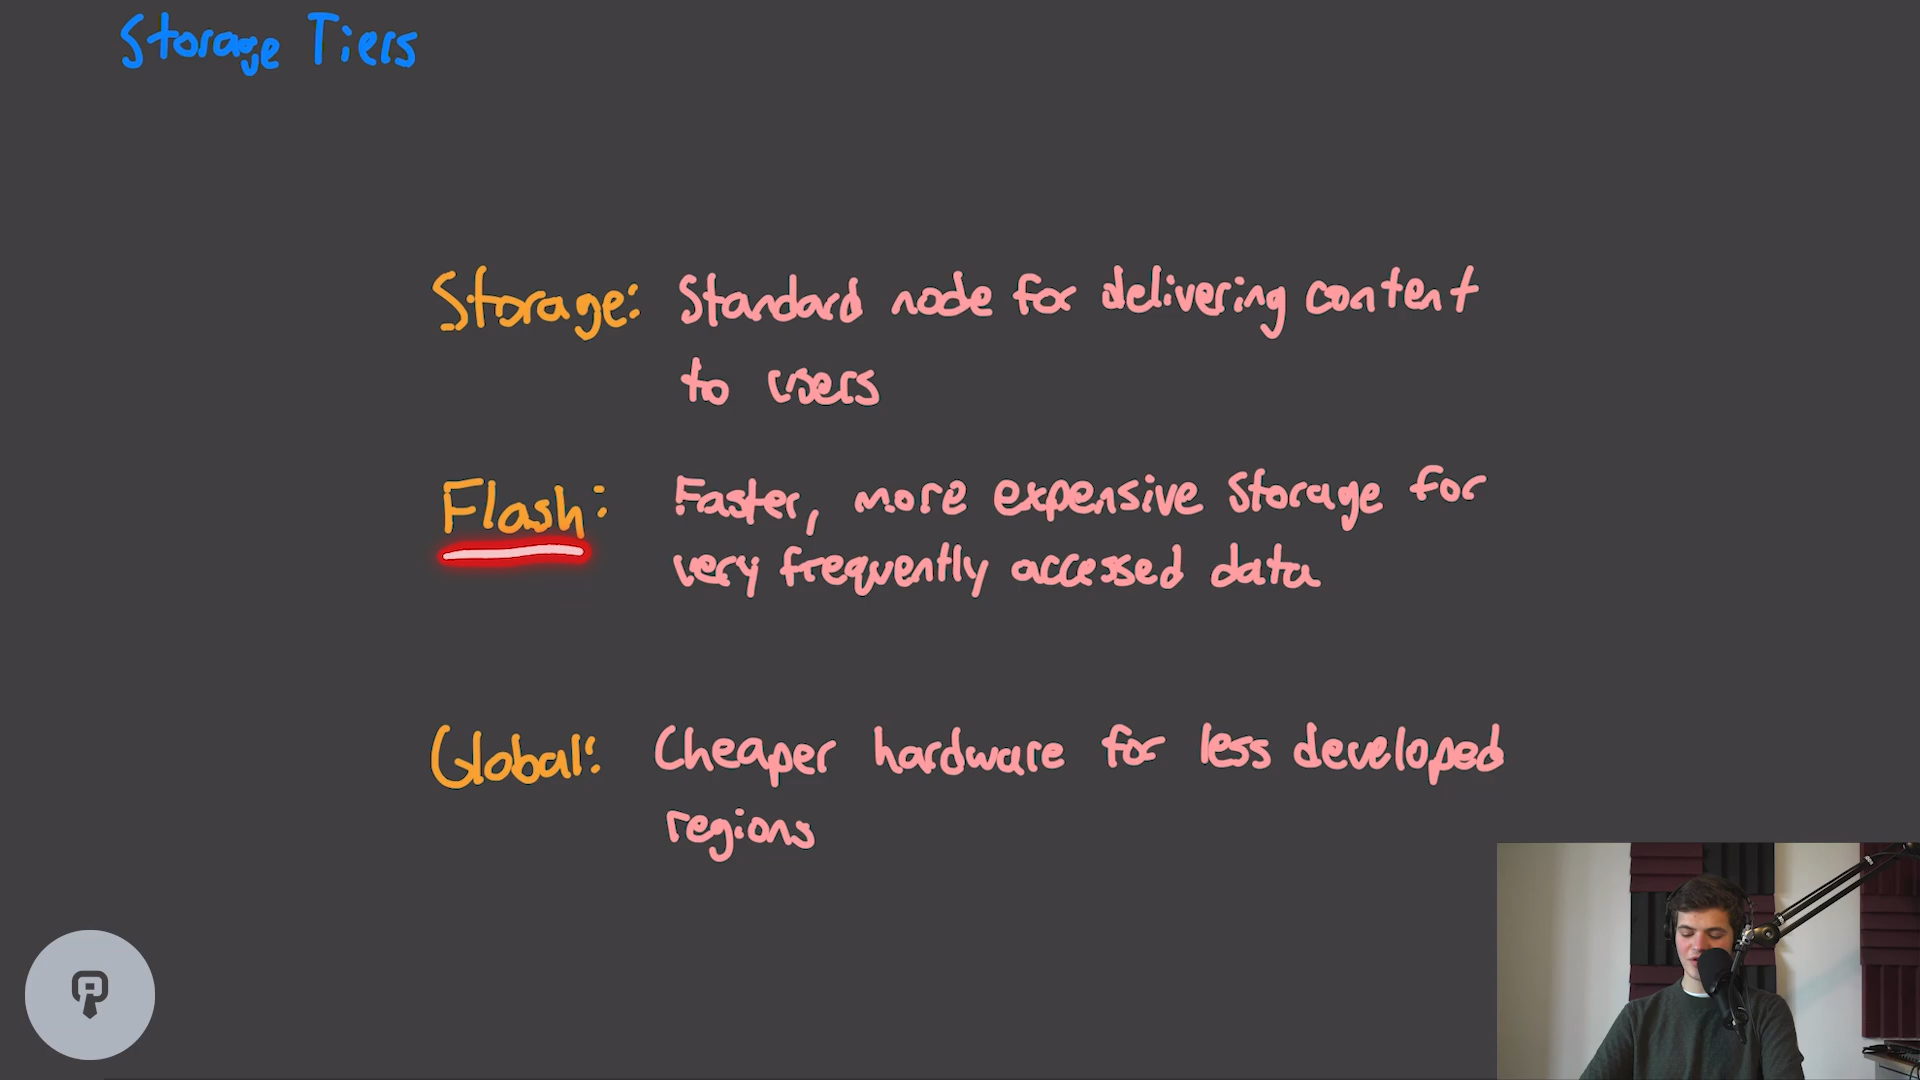 Storage Tiers
Storage: Standard node for delivering content
to users
Flash: Faster, more expensive storage for
very frequently accessed data
Global: Cheaper hardware for less developed
regions